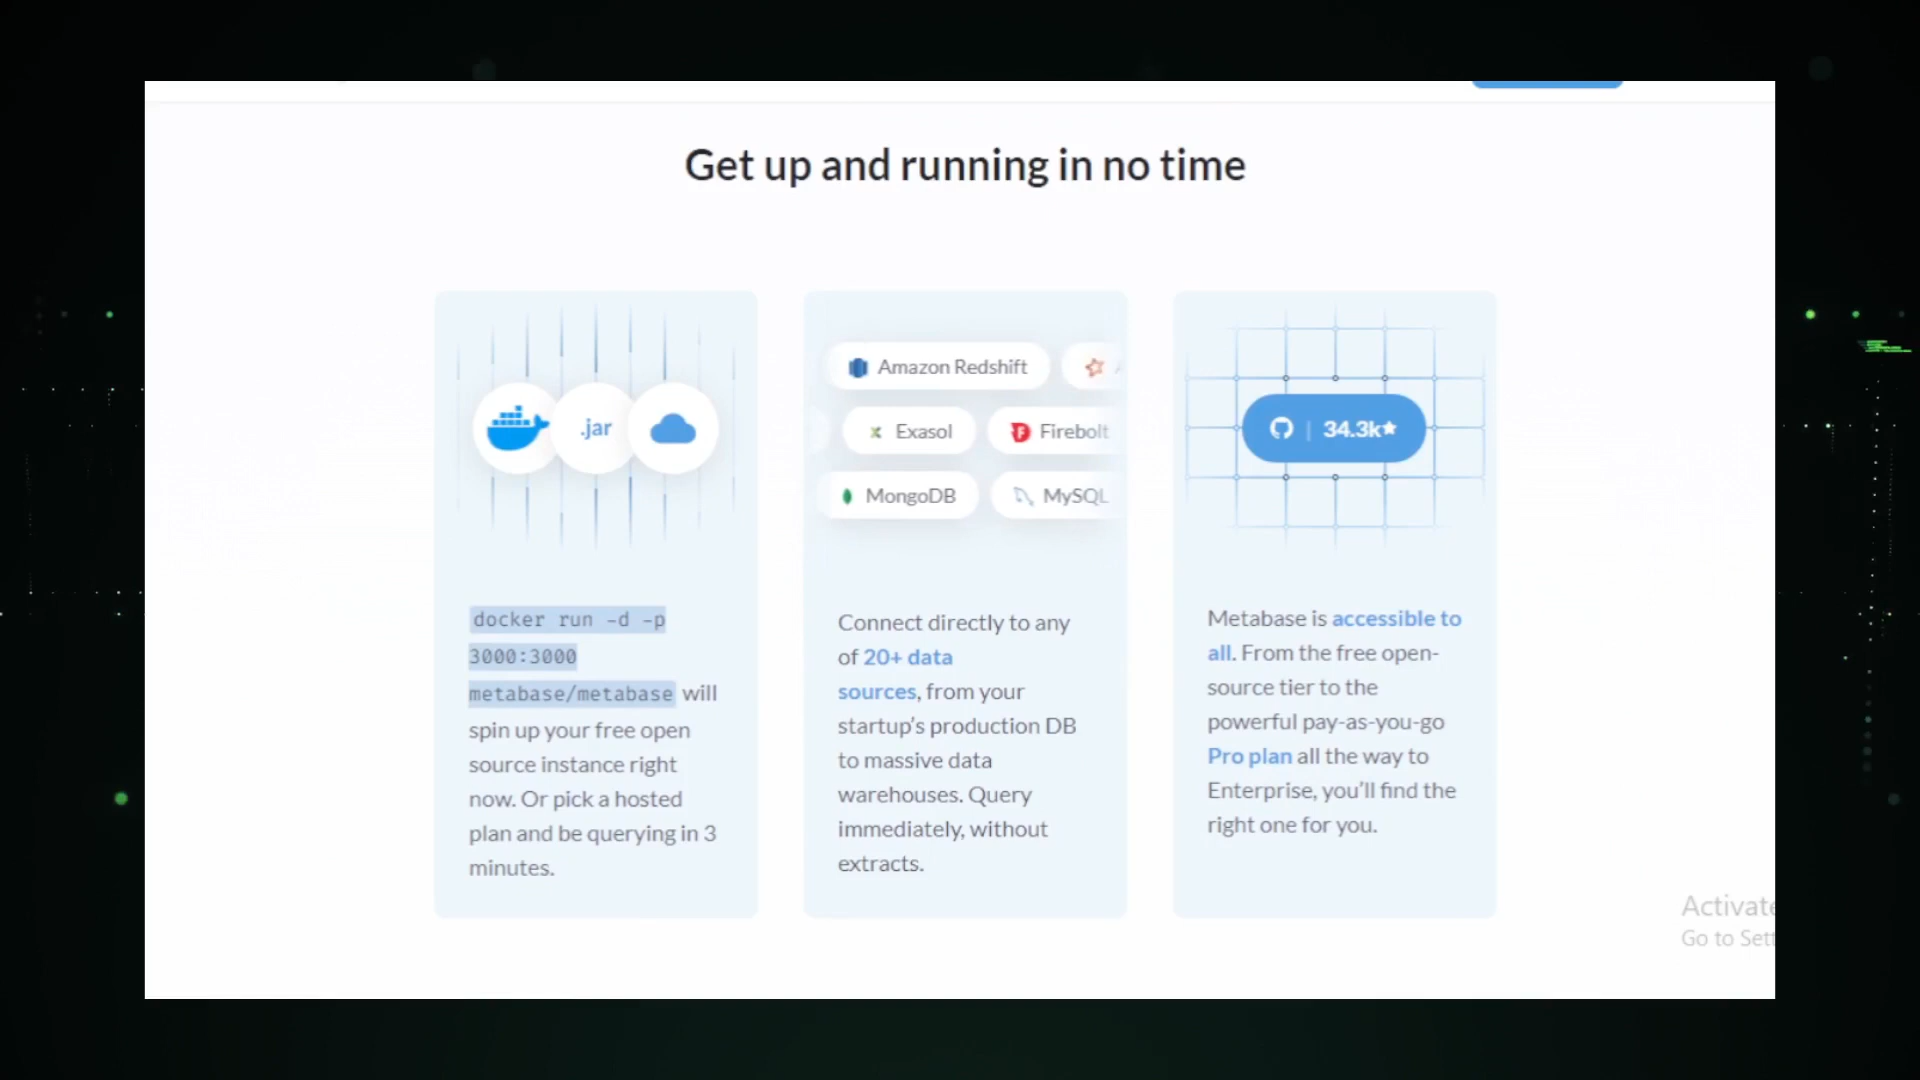 Get up and running in no time
.jar
docker run -d -p
3000:3000
metabase/metabase will
spin up your free open
source instance right
now. Or pick a hosted
plan and be querying in 3
minutes.
Amazon Redshift
Exasol
Firebolt
MongoDB
MySQL
Connect directly to any
of 20+ data
sources, from your
startup’s production DB
to massive data
warehouses. Query
immediately, without
extracts.
34.3k
Metabase is accessible to
all. From the free open-
source tier to the
powerful pay-as-you-go
Pro plan all the way to
Enterprise, you’ll find the
right one for you.
Activate
Go to Sett